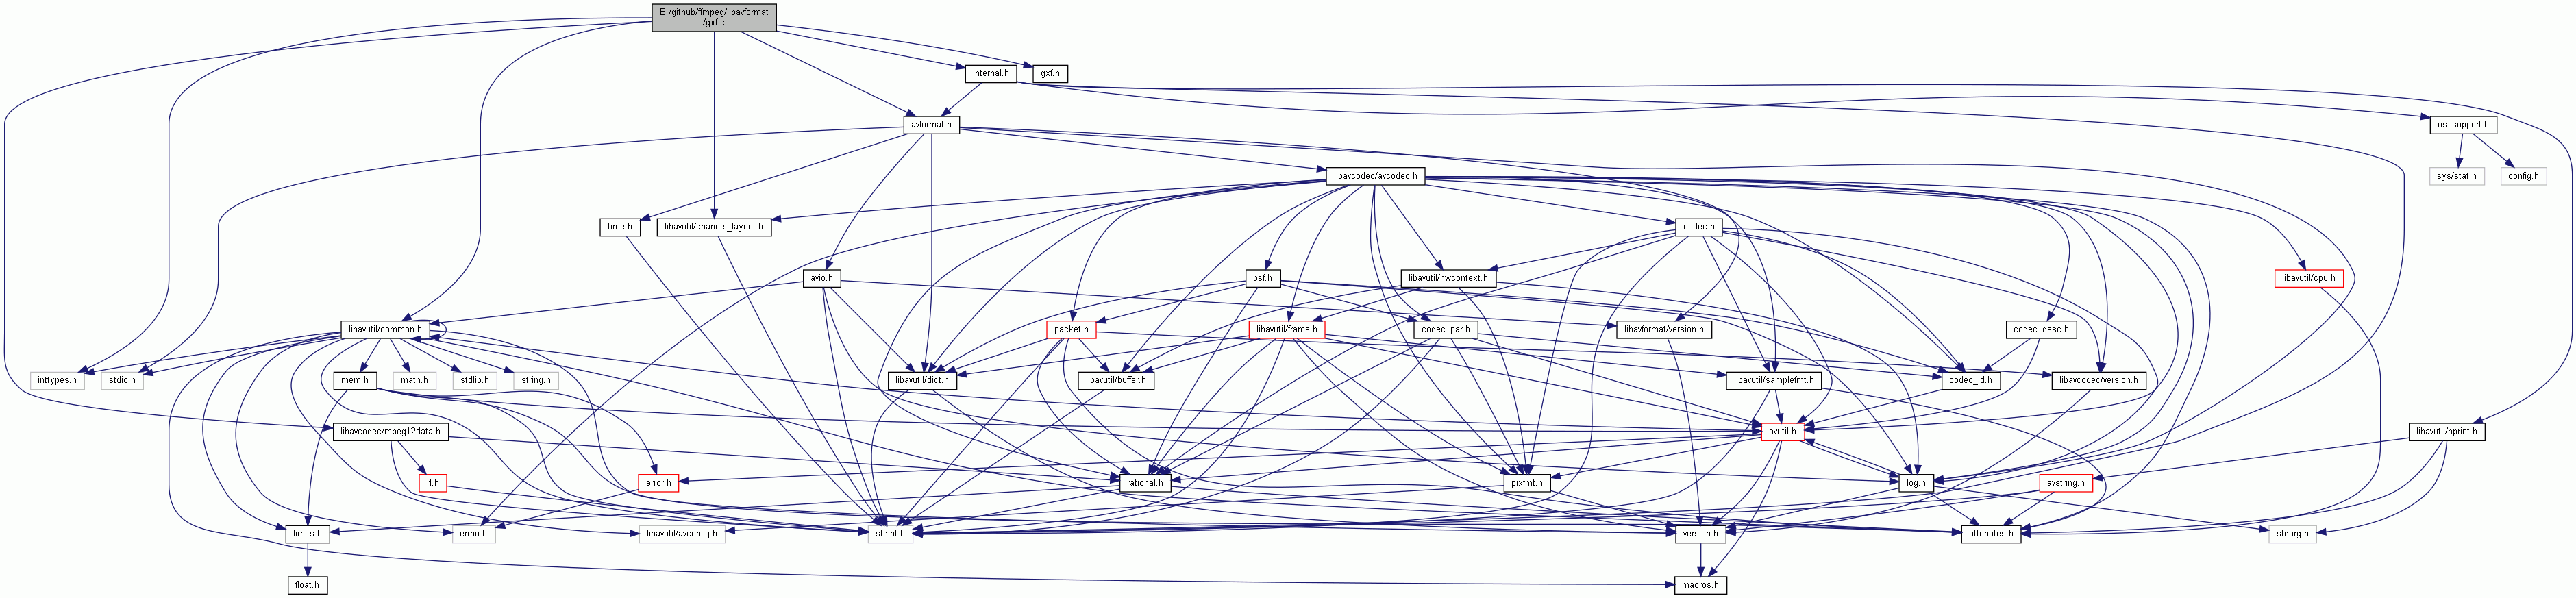 E:/github/ffmpeg/libavformat
/gxf.c
internal.h
gxf.h
avformat.h
os_support.h
libavcodec/avcodec.h
sys/stat.h
config.h
time.h
libavutil/channel_layout.h
codec.h
avio.h
bsf.h
libavutil/hwcontext.h
libavutil/cpu.h
libavutil/common.h
packet.h
libavutil/frame.h
codec_par.h
libavformat/version.h
codec_desc.h
inttypes.h
stdio.h
mem.h
math.h
stdlib.h
string.h
libavutil/dict.h
libavutil/buffer.h
libavutil/samplefmt.h
codec_id.h
libavcodec/version.h
libavcodec/mpeg12data.h
avutil.h
libavutil/bprint.h
rl.h
error.h
rational.h
pixfmt.h
log.h
avstring.h
limits.h
errno.h
libavutil/avconfig.h
stdint.h
version.h
attributes.h
stdarg.h
float.h
macros.h